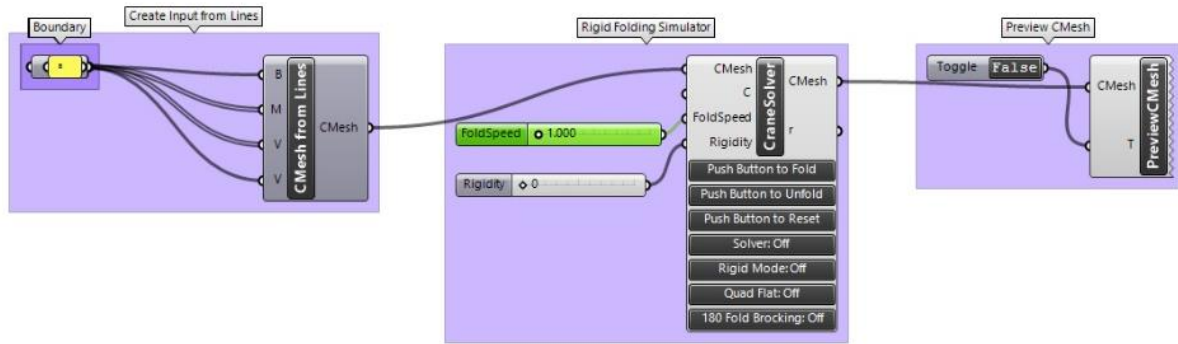 Create Input from Lines
Boundary
B
M
V
V
CMesh from Lines
CMesh
Rigid Folding Simulator
FoldSpeed 1.000
Rigidity 0
CMesh
C
FoldSpeed
Rigidity
CraneSolver
CMesh
r
Push Button to Fold
Push Button to Unfold
Push Button to Reset
Solver: Off
Rigid Mode: Off
Quad Flat: Off
180 Fold Brocking: Off
Preview CMesh
Toggle False
CMesh
T
PreviewCMesh